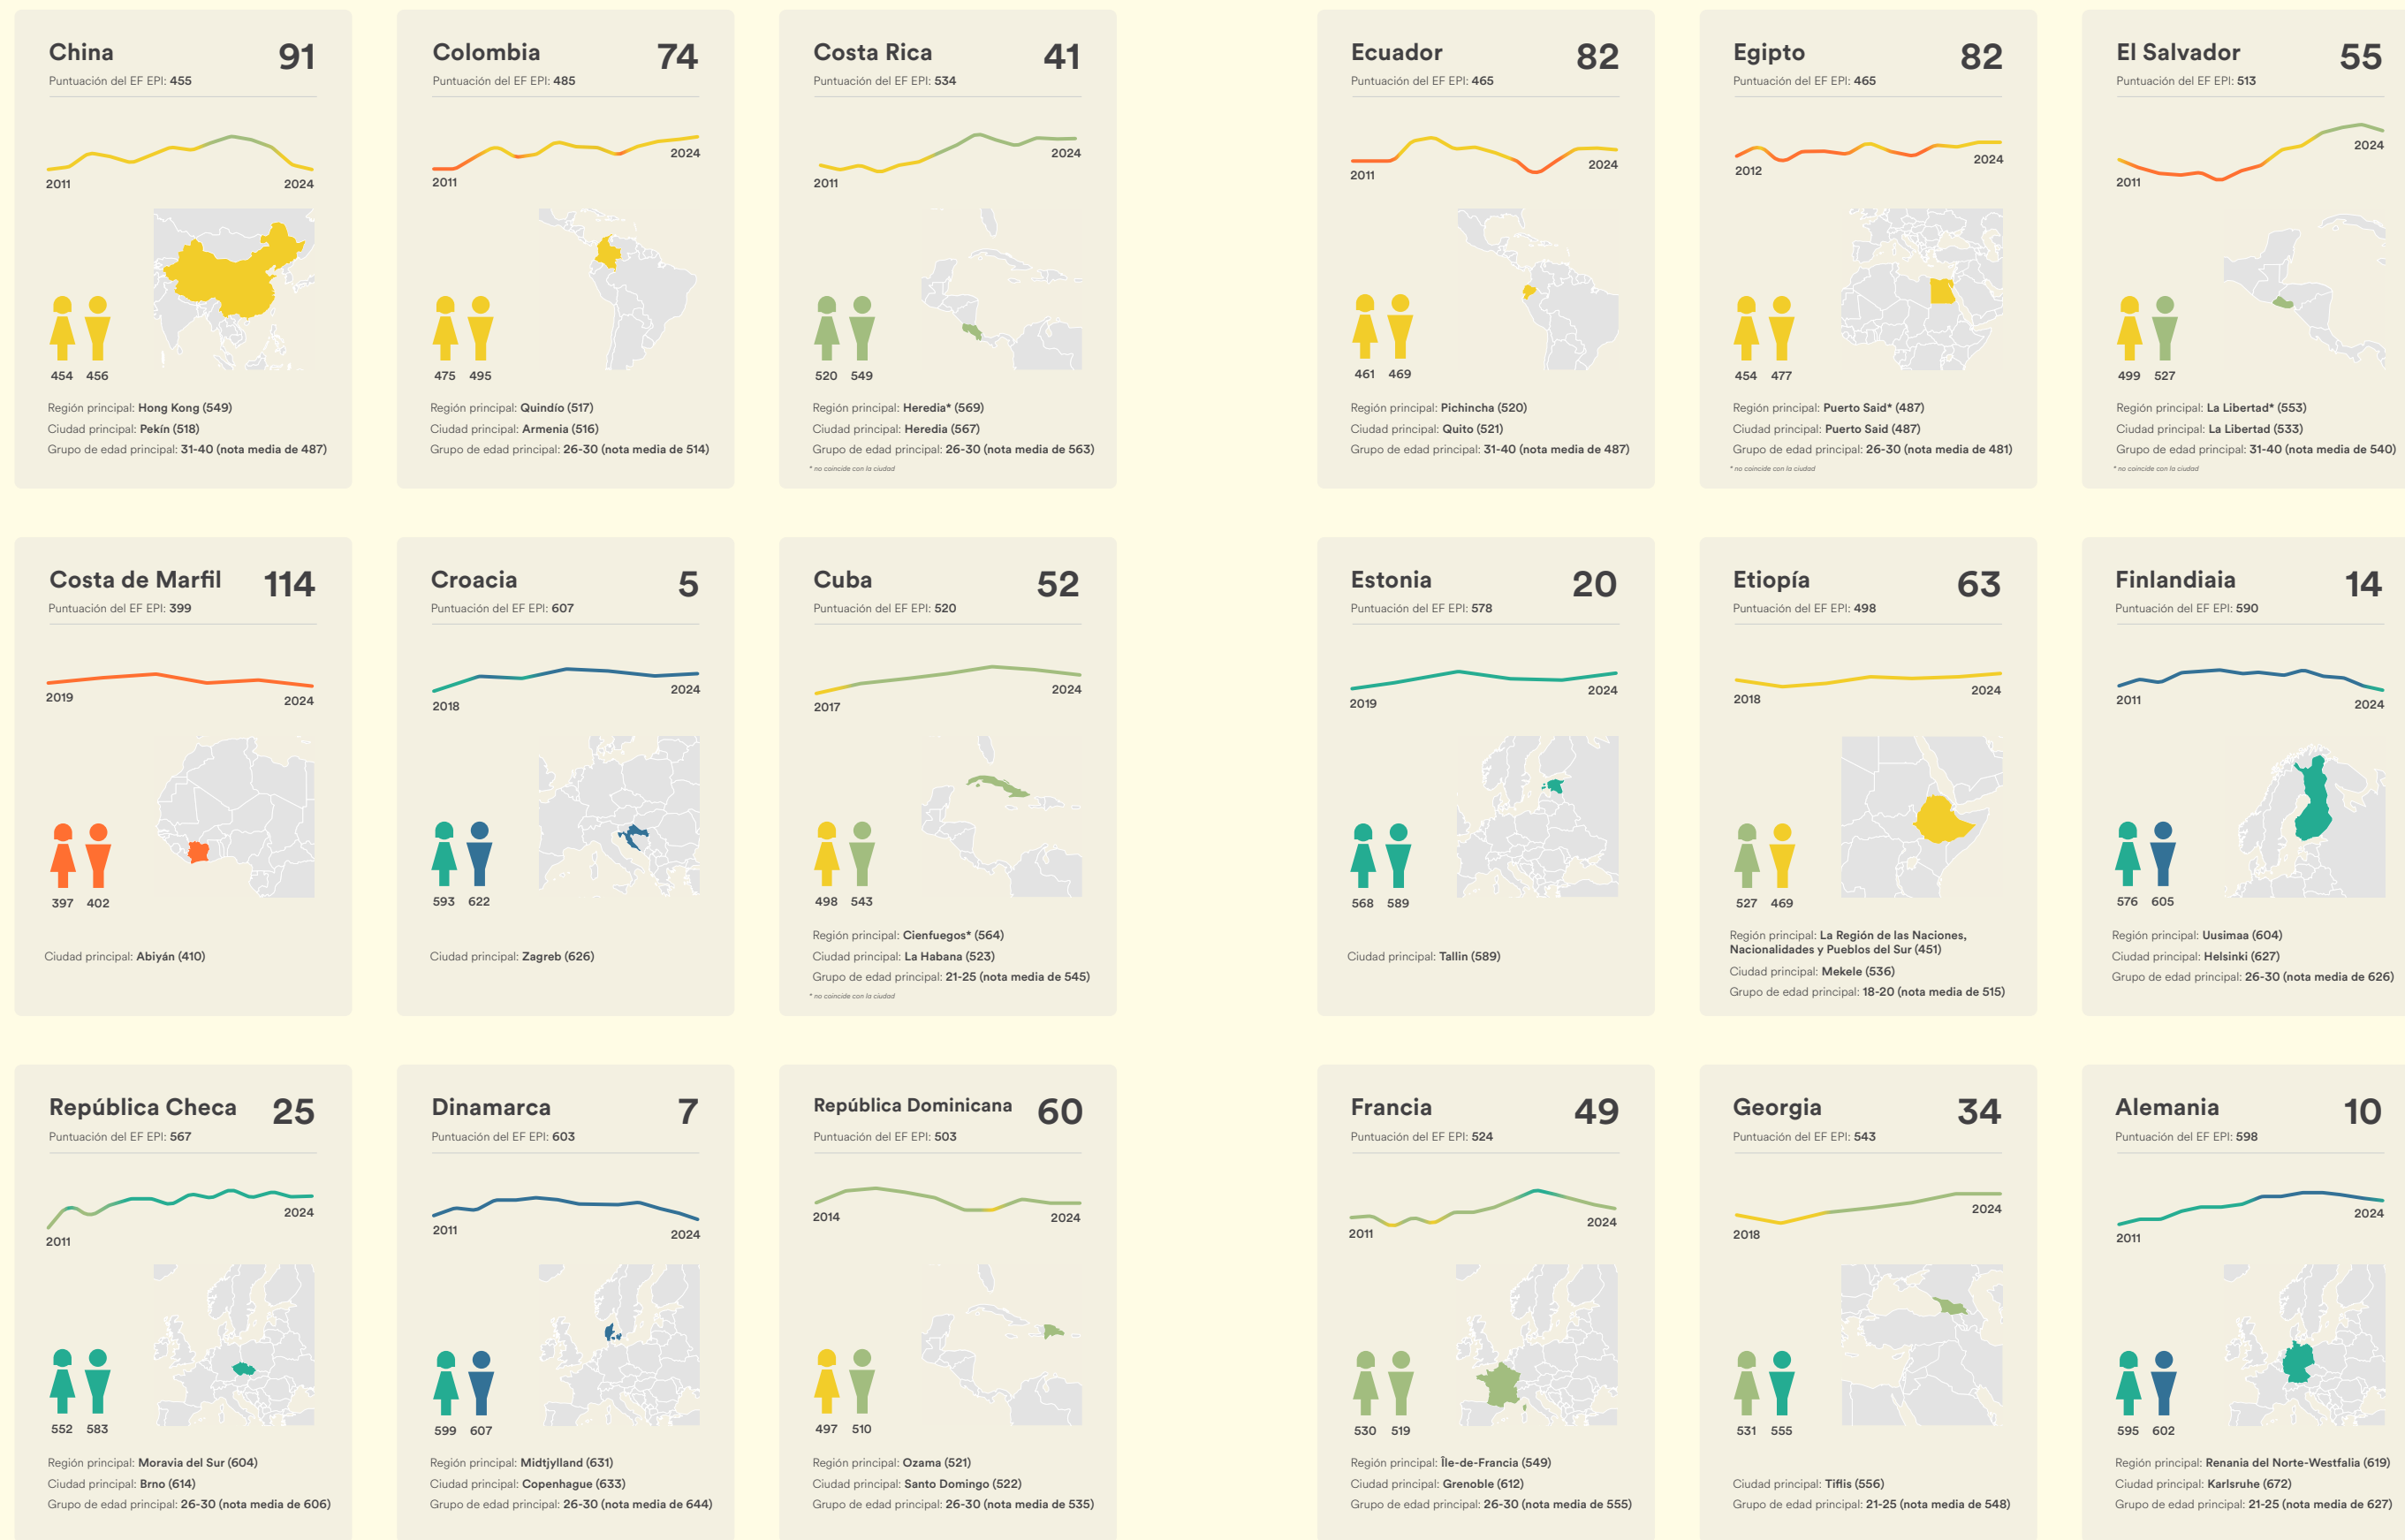 China 91
Puntuación del EF EPI: 455
2011 2024
454 456
Región principal: Hong Kong (549)
Ciudad principal: Pekín (518)
Grupo de edad principal: 31-40 (nota media de 487)
Colombia 74
Puntuación del EF EPI: 485
2011 2024
475 495
Región principal: Quindío (517)
Ciudad principal: Armenia (516)
Grupo de edad principal: 26-30 (nota media de 514)
Costa Rica 41
Puntuación del EF EPI: 534
2011 2024
520 549
Región principal: Heredia* (569)
Ciudad principal: Heredia (567)
Grupo de edad principal: 26-30 (nota media de 563)
* no coincide con la ciudad
Ecuador 82
Puntuación del EF EPI: 465
2011 2024
461 469
Región principal: Pichincha (520)
Ciudad principal: Quito (521)
Grupo de edad principal: 31-40 (nota media de 487)
Egipto 82
Puntuación del EF EPI: 465
2012 2024
454 477
Región principal: Puerto Said* (487)
Ciudad principal: Puerto Said (487)
Grupo de edad principal: 26-30 (nota media de 481)
* no coincide con la ciudad
El Salvador 55
Puntuación del EF EPI: 513
2011 2024
499 527
Región principal: La Libertad* (553)
Ciudad principal: La Libertad (533)
Grupo de edad principal: 31-40 (nota media de 540)
* no coincide con la ciudad
Costa de Marfil 114
Puntuación del EF EPI: 399
2019 2024
397 402
Ciudad principal: Abiyán (410)
Croacia 5
Puntuación del EF EPI: 607
2018 2024
593 622
Ciudad principal: Zagreb (626)
Cuba 52
Puntuación del EF EPI: 520
2017 2024
498 543
Región principal: Cienfuegos* (564)
Ciudad principal: La Habana (523)
Grupo de edad principal: 21-25 (nota media de 545)
* no coincide con la ciudad
Estonia 20
Puntuación del EF EPI: 578
2019 2024
568 589
Ciudad principal: Tallin (589)
Etiopía 63
Puntuación del EF EPI: 498
2018 2024
527 469
Región principal: La Región de las Naciones,
Nacionalidades y Pueblos del Sur (451)
Ciudad principal: Mekele (536)
Grupo de edad principal: 18-20 (nota media de 515)
Finlandiaia 14
Puntuación del EF EPI: 590
2011 2024
576 605
Región principal: Uusimaa (604)
Ciudad principal: Helsinki (627)
Grupo de edad principal: 26-30 (nota media de 626)
República Checa 25
Puntuación del EF EPI: 567
2011 2024
552 583
Región principal: Moravia del Sur (604)
Ciudad principal: Brno (614)
Grupo de edad principal: 26-30 (nota media de 606)
Dinamarca 7
Puntuación del EF EPI: 603
2011 2024
599 607
Región principal: Midtjylland (631)
Ciudad principal: Copenhague (633)
Grupo de edad principal: 26-30 (nota media de 644)
República Dominicana 60
Puntuación del EF EPI: 503
2014 2024
497 510
Región principal: Ozama (521)
Ciudad principal: Santo Domingo (522)
Grupo de edad principal: 26-30 (nota media de 535)
Francia 49
Puntuación del EF EPI: 524
2011 2024
530 519
Región principal: Île-de-Francia (549)
Ciudad principal: Grenoble (612)
Grupo de edad principal: 26-30 (nota media de 555)
Georgia 34
Puntuación del EF EPI: 543
2018 2024
531 555
Ciudad principal: Tiflis (556)
Grupo de edad principal: 21-25 (nota media de 548)
Alemania 10
Puntuación del EF EPI: 598
2011 2024
595 602
Región principal: Renania del Norte-Westfalia (619)
Ciudad principal: Karlsruhe (672)
Grupo de edad principal: 21-25 (nota media de 627)